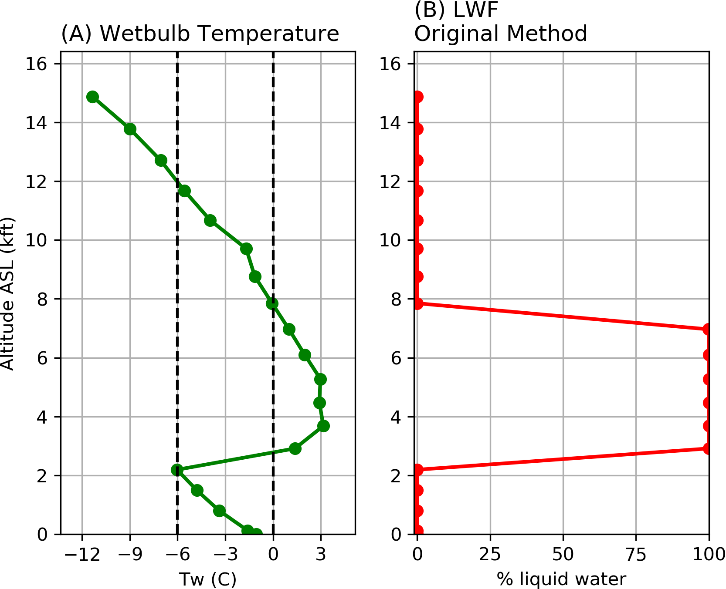 (A) Wetbulb Temperature
(B) LWF
Original Method
Altitude ASL (kft)
16
14
12
10
8
6
4
2
0
−12 −9 −6 −3 0 3
Tw (C)
16
14
12
10
8
6
4
2
0
0 25 50 75 100
% liquid water